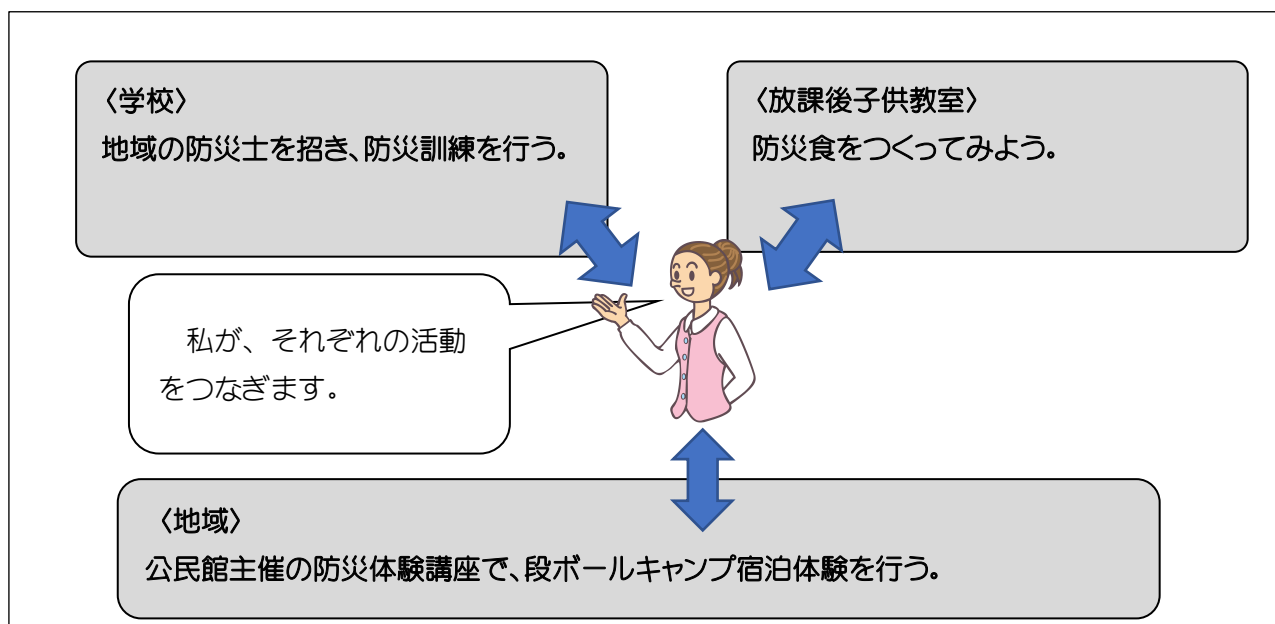 〈学校〉
地域の防災士を招き、防災訓練を行う。
〈放課後子供教室〉
防災食をつくってみよう。
私が、それぞれの活動
をつなぎます。
〈地域〉
公民館主催の防災体験講座で、段ボールキャンプ宿泊体験を行う。